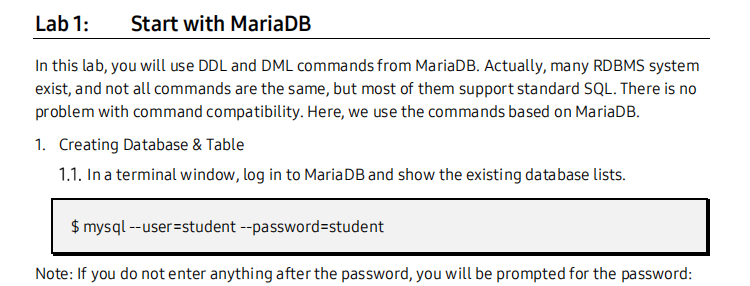 Lab 1: Start with MariaDB
In this lab, you will use DDL and DML commands from MariaDB. Actually, many RDBMS system
exist, and not all commands are the same, but most of them support standard SQL. There is no
problem with command compatibility. Here, we use the commands based on MariaDB.
1. Creating Database & Table
1.1. In a terminal window, log in to MariaDB and show the existing database lists.
$ mysql --user=student --password=student
Note: If you do not enter anything after the password, you will be prompted for the password: